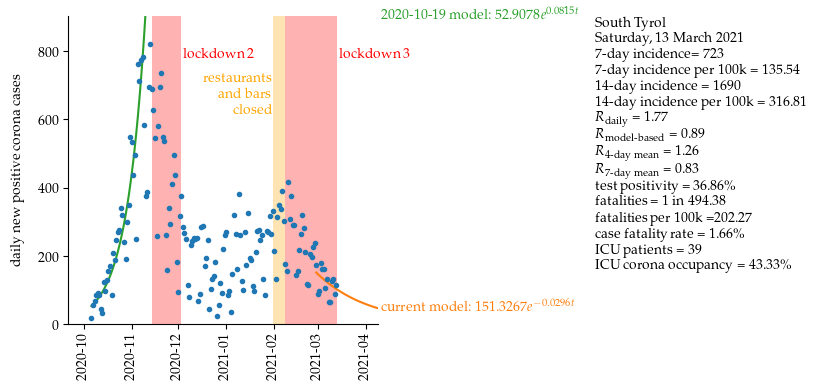 2020-10-19 model: 52.9078e^0.0815t
South Tyrol
Saturday, 13 March 2021
7-day incidence= 723
7-day incidence per 100k = 135.54
14-day incidence = 1690
14-day incidence per 100k = 316.81
R_daily = 1.77
R_model-based = 0.89
R_4-day mean = 1.26
R_7-day mean = 0.83
test positivity = 36.86%
fatalities = 1 in 494.38
fatalities per 100k =202.27
case fatality rate = 1.66%
ICU patients = 39
ICU corona occupancy = 43.33%
lockdown 2
lockdown 3
restaurants
and bars
closed
current model: 151.3267e^−0.0296t
daily new positive corona cases
800
600
400
200
0
2020-10
2020-11
2020-12
2021-01
2021-02
2021-03
2021-04